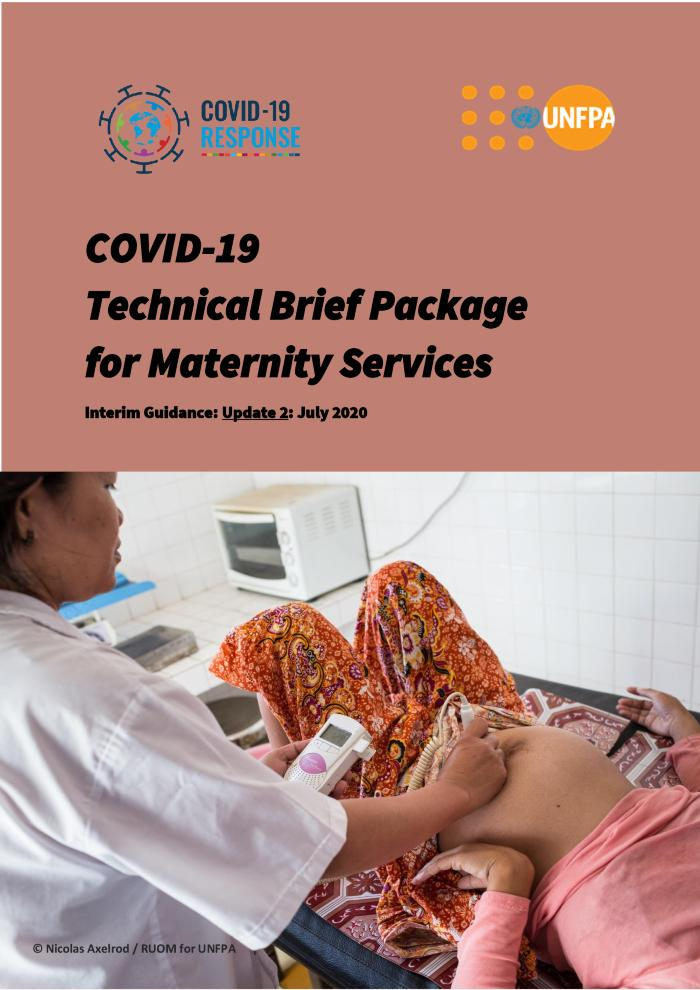 COVID-19
RESPONSE
UNFPA
COVID-19
Technical Brief Package
for Maternity Services
Interim Guidance: Update 2: July 2020
© Nicolas Axelrod / RUOM for UNFPA